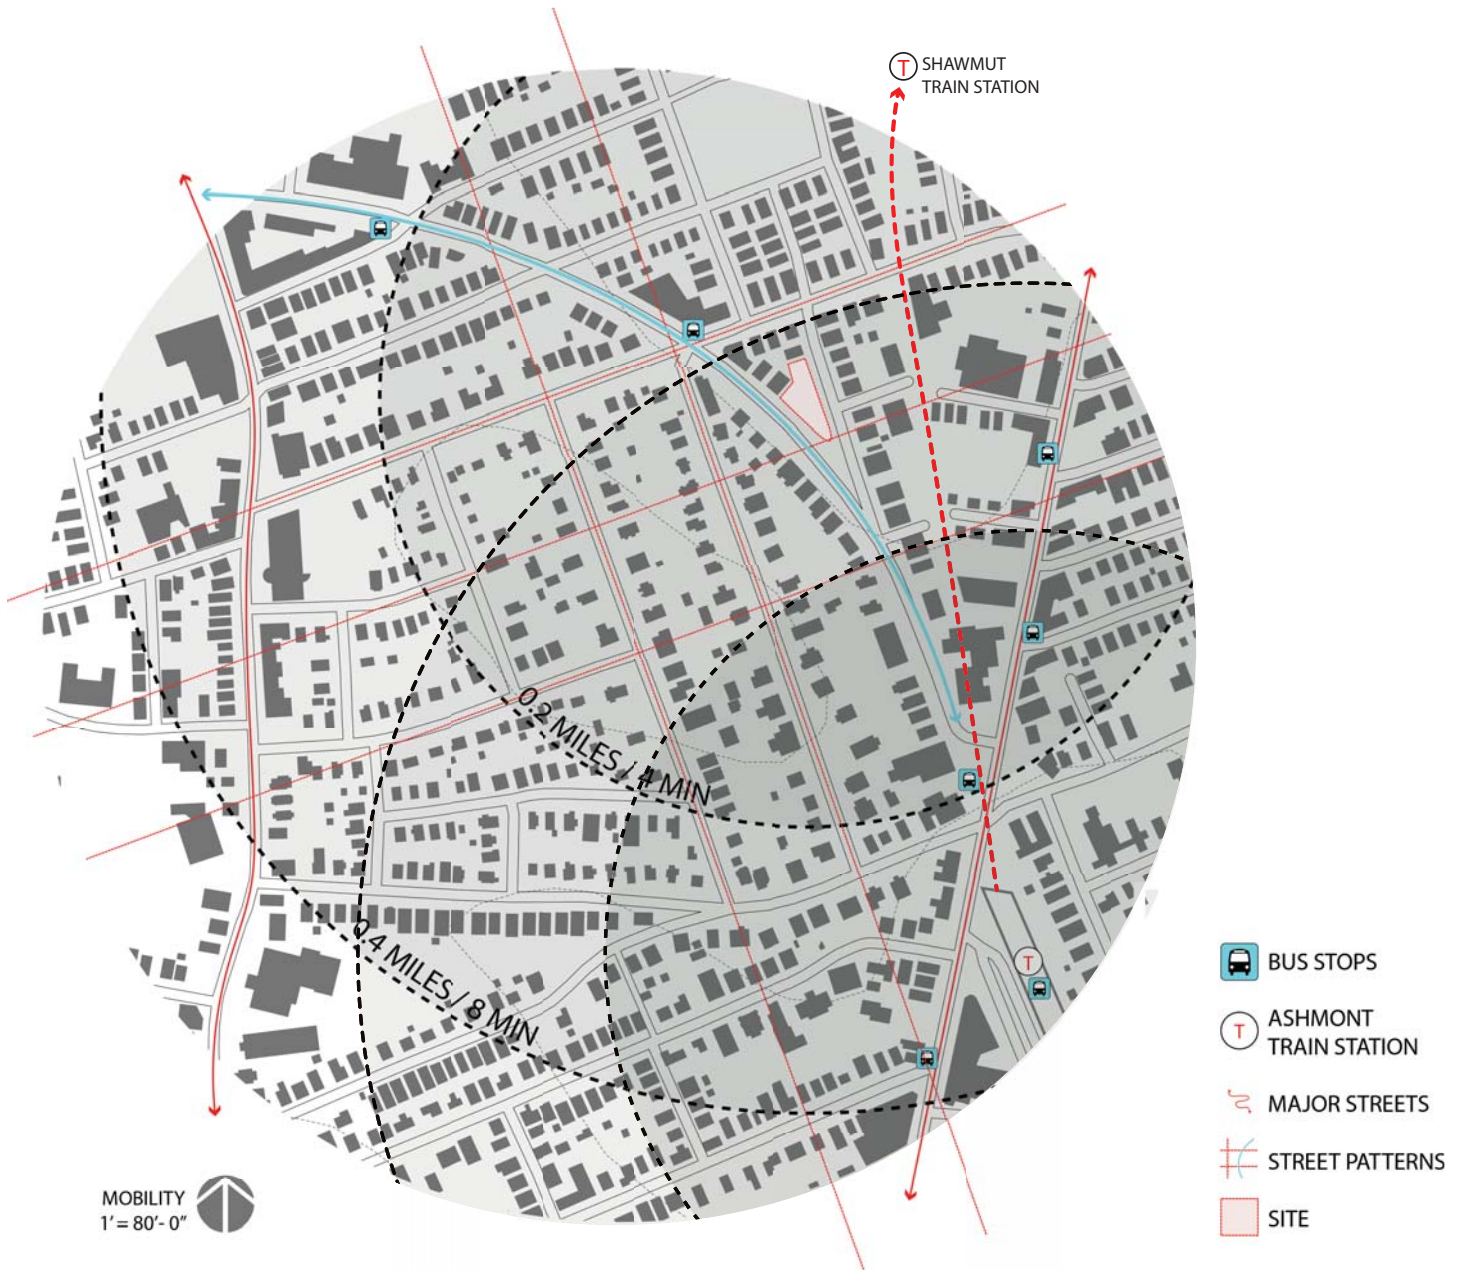 T SHAWMUT
TRAIN STATION
0.2 MILES / 4 MIN
0.4 MILES / 8 MIN
T
BUS STOPS
T
ASHMONT
TRAIN STATION
MAJOR STREETS
STREET PATTERNS
SITE
MOBILITY
1' = 80'- 0"